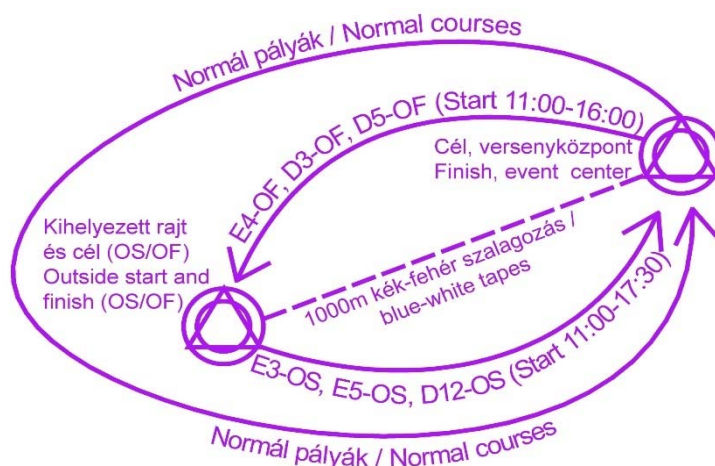 Normál pályák / Normal courses
E4-OF, D3-OF, D5-OF (Start 11:00-16:00)
Cél, versenyközpont
Finish, event center
Kihelyezett rajt
és cél (OS/OF)
Outside start and
finish (OS/OF)
1000m kék-fehér szalagozás /
blue-white tapes
E3-OS, E5-OS, D12-OS (Start 11:00-17:30)
Normál pályák / Normal courses